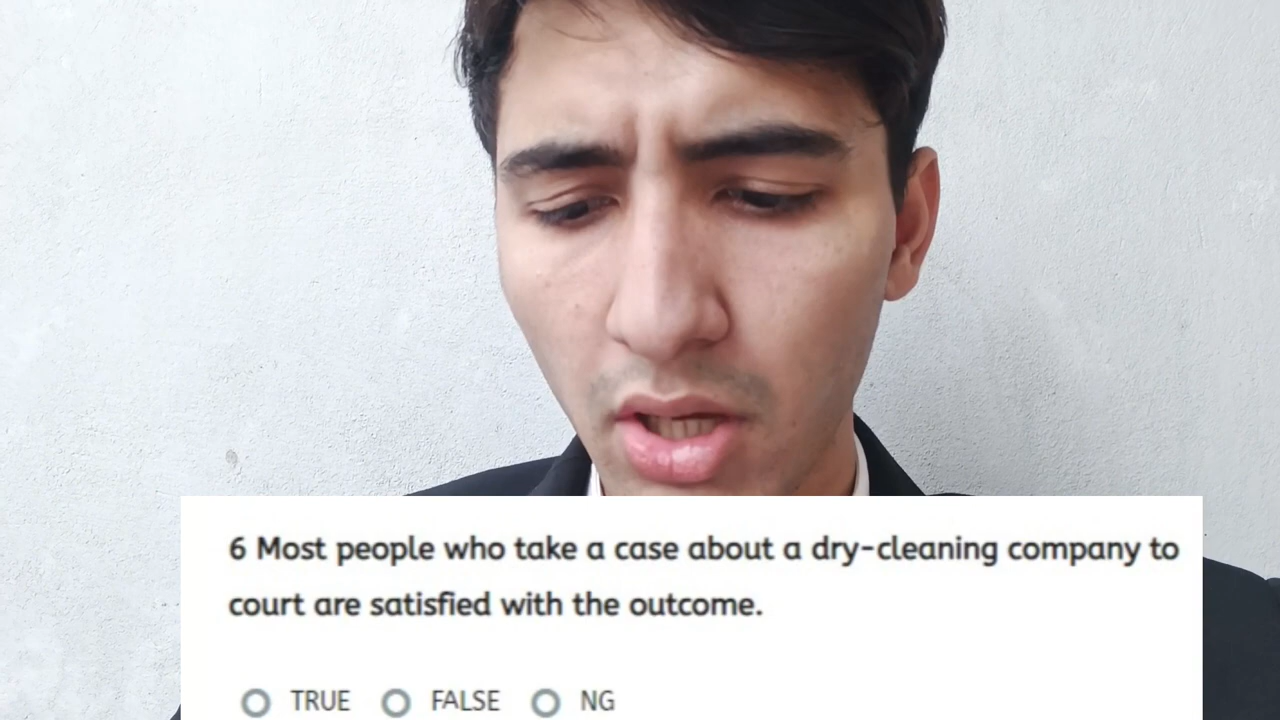 6 Most people who take a case about a dry-cleaning company to
court are satisfied with the outcome.
TRUE FALSE NG